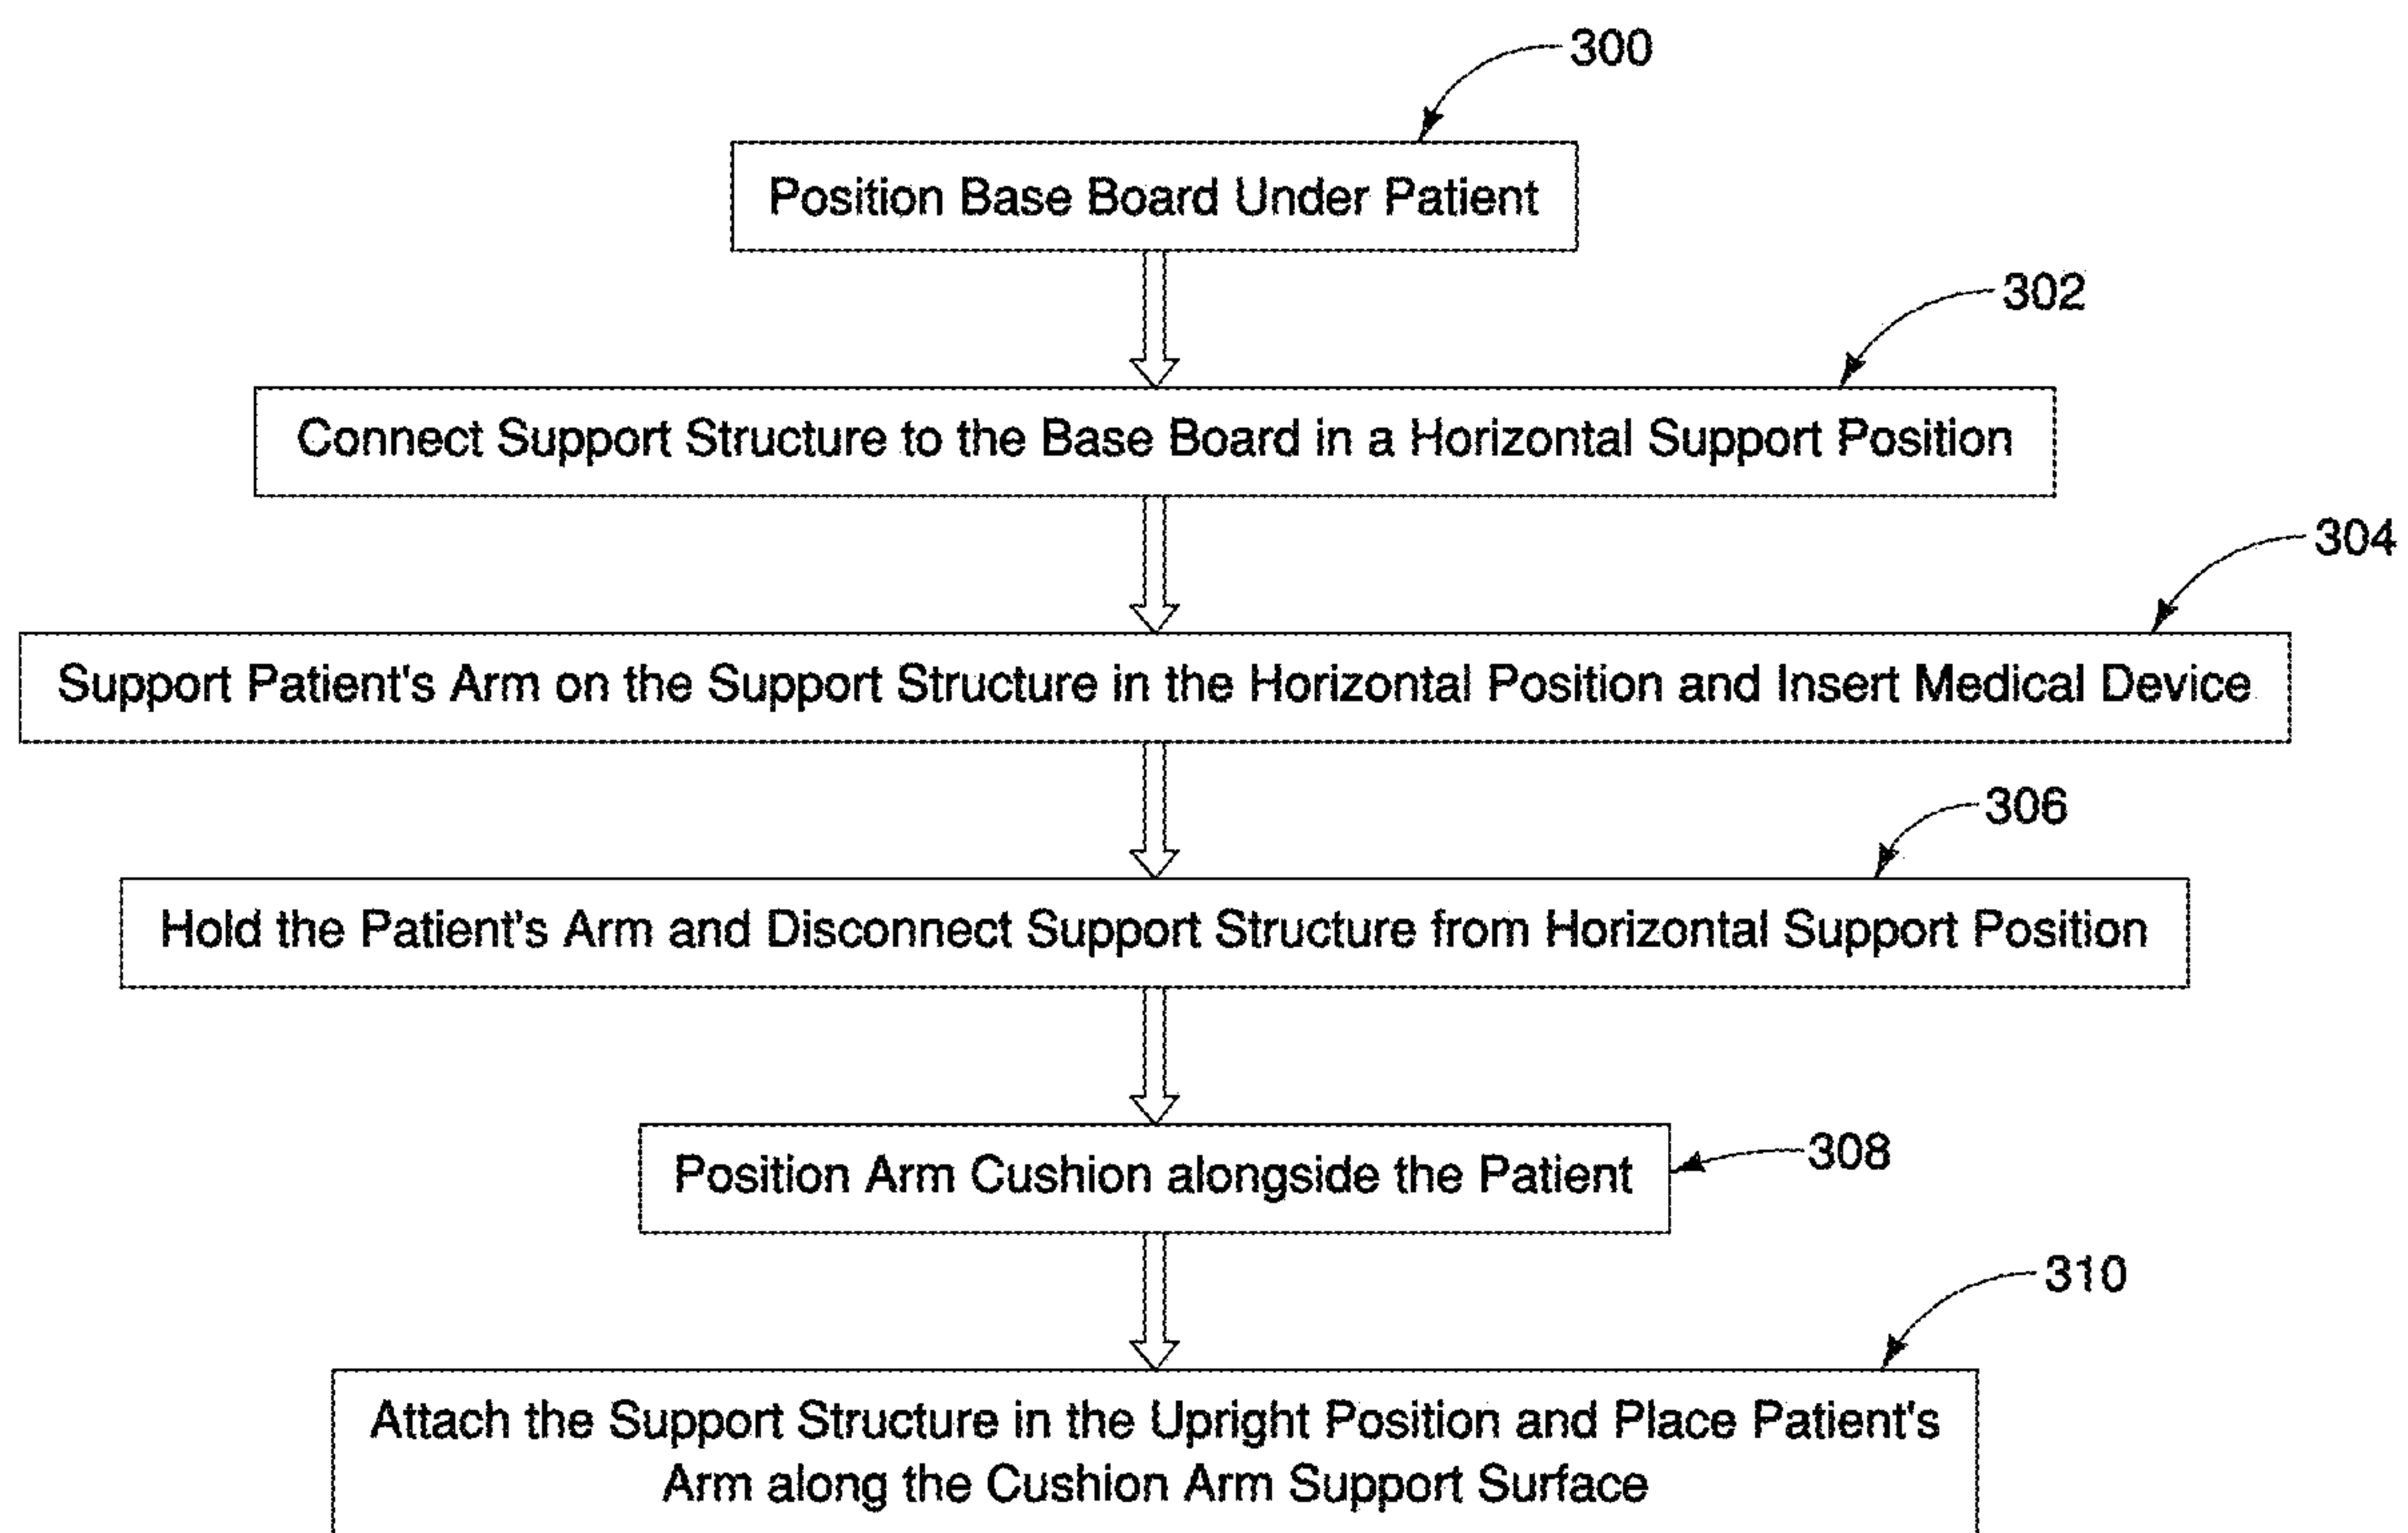 300
Position Base Board Under Patient
302
Connect Support Structure to the Base Board in a Horizontal Support Position
304
Support Patient's Arm on the Support Structure in the Horizontal Position and Insert Medical Device
306
Hold the Patient's Arm and Disconnect Support Structure from Horizontal Support Position
308
Position Arm Cushion alongside the Patient
310
Attach the Support Structure in the Upright Position and Place Patient's
Arm along the Cushion Arm Support Surface